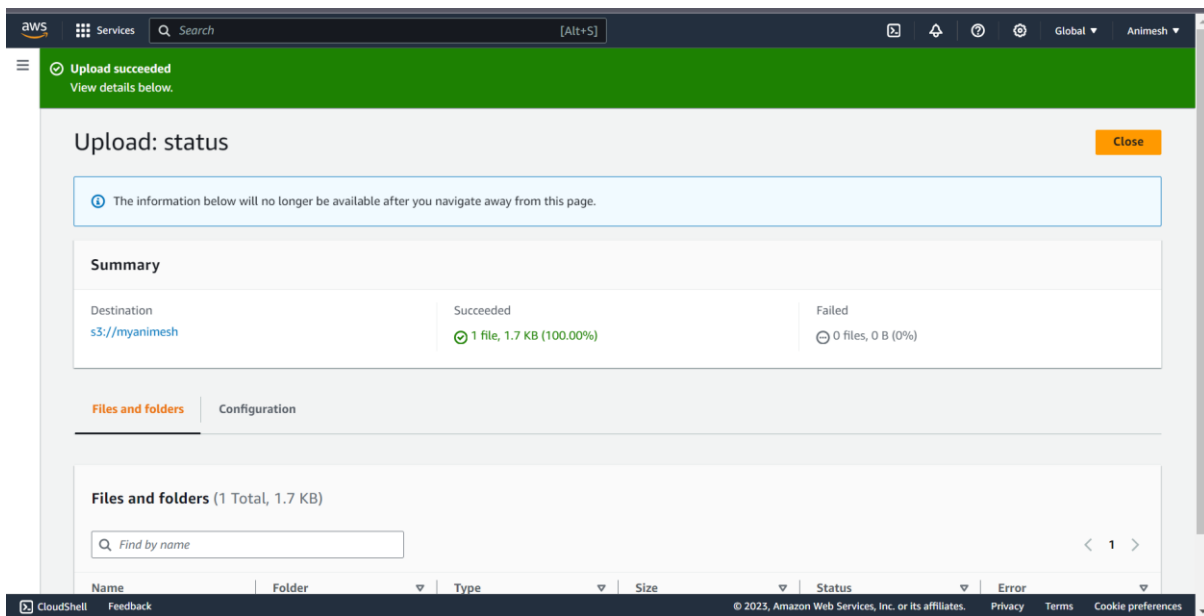 aws Services Search [Alt+S] Global Animesh
Upload succeeded
View details below.
Upload: status Close
The information below will no longer be available after you navigate away from this page.
Summary
Destination Succeeded Failed
s3://myanimesh 1 file, 1.7 KB (100.00%) 0 files, 0 B (0%)
Files and folders Configuration
Files and folders (1 Total, 1.7 KB)
Find by name 1
Name Folder Type Size Status Error
CloudShell Feedback © 2023, Amazon Web Services, Inc. or its affiliates. Privacy Terms Cookie preferences